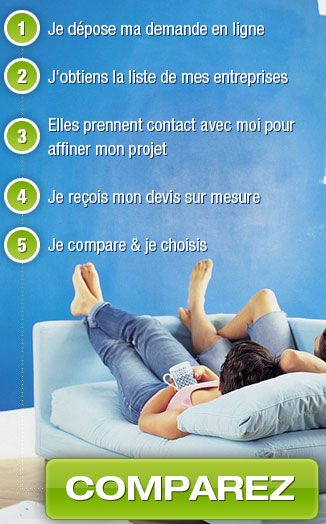 1 Je dépose ma demande en ligne
2 J'obtiens la liste de mes entreprises
3 Elles prennent contact avec moi pour
affiner mon projet
4 Je reçois mon devis sur mesure
5 Je compare & je choisis
COMPAREZ